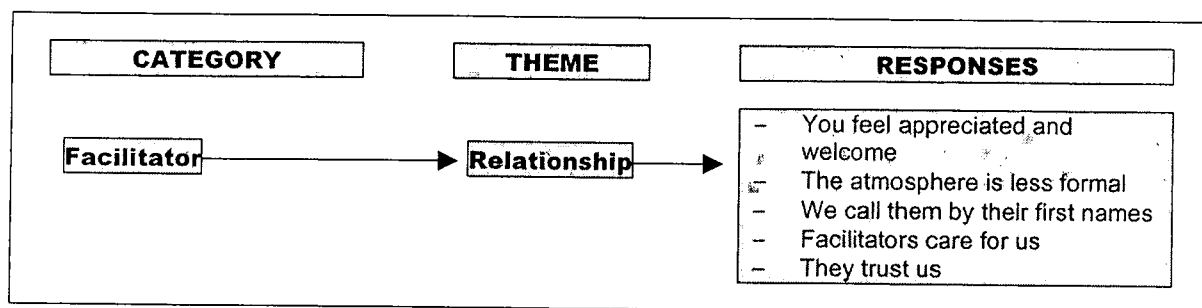 CATEGORY THEME RESPONSES
Facilitator Relationship
– You feel appreciated and
welcome
– The atmosphere is less formal
– We call them by their first names
– Facilitators care for us
– They trust us